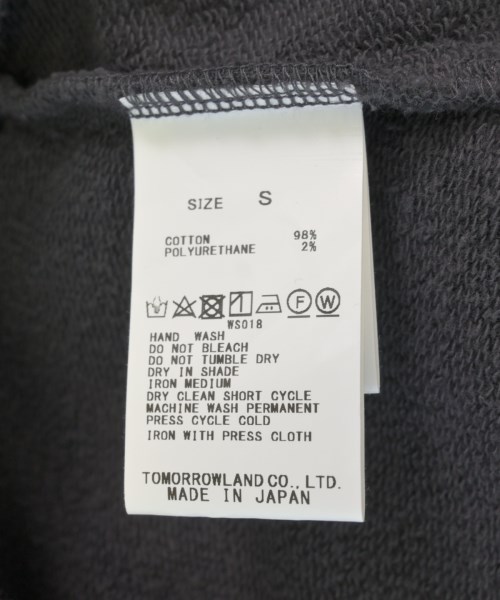 SIZE S
COTTON 98%
POLYURETHANE 2%
F W
WS018
HAND WASH
DO NOT BLEACH
DO NOT TUMBLE DRY
DRY IN SHADE
IRON MEDIUM
DRY CLEAN SHORT CYCLE
MACHINE WASH PERMANENT
PRESS CYCLE COLD
IRON WITH PRESS CLOTH
TOMORROWLAND CO., LTD.
MADE IN JAPAN